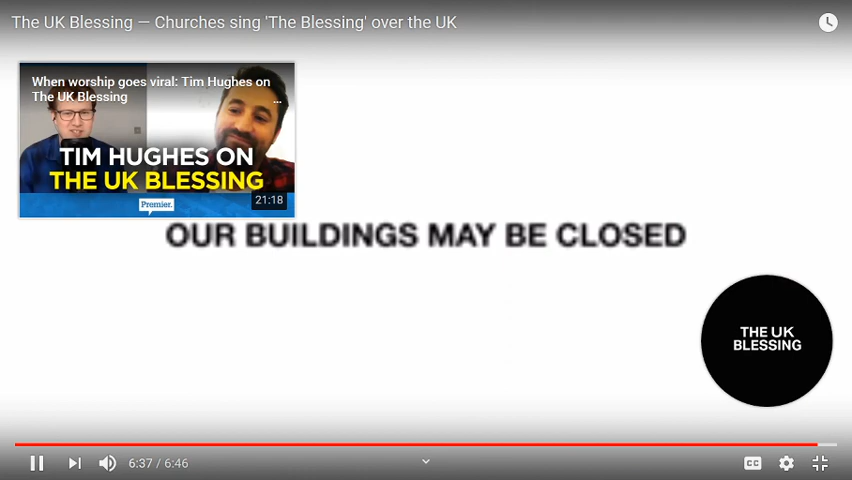 The UK Blessing — Churches sing 'The Blessing' over the UK
When worship goes viral: Tim Hughes on
The UK Blessing
...
TIM HUGHES ON
THE UK BLESSING
Premier.
21:18
OUR BUILDINGS MAY BE CLOSED
THE UK
BLESSING
6:37 / 6:46
CC